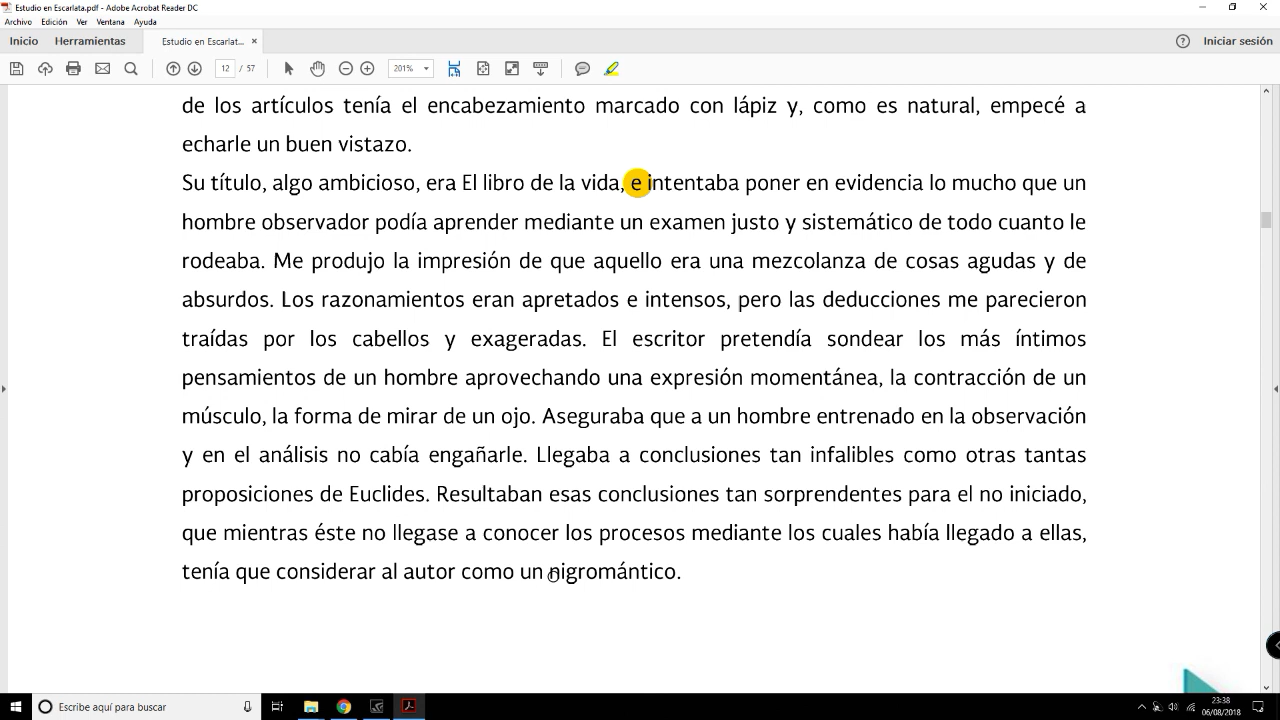 Estudio en Escarlata.pdf - Adobe Acrobat Reader DC
Archivo Edición Ver Ventana Ayuda
Inicio Herramientas Estudio en Escarlat... × Iniciar sesión
12 / 57 201%
de los artículos tenía el encabezamiento marcado con lápiz y, como es natural, empecé a
echarle un buen vistazo.
Su título, algo ambicioso, era El libro de la vida, e intentaba poner en evidencia lo mucho que un
hombre observador podía aprender mediante un examen justo y sistemático de todo cuanto le
rodeaba. Me produjo la impresión de que aquello era una mezcolanza de cosas agudas y de
absurdos. Los razonamientos eran apretados e intensos, pero las deducciones me parecieron
traídas por los cabellos y exageradas. El escritor pretendía sondear los más íntimos
pensamientos de un hombre aprovechando una expresión momentánea, la contracción de un
músculo, la forma de mirar de un ojo. Aseguraba que a un hombre entrenado en la observación
y en el análisis no cabía engañarle. Llegaba a conclusiones tan infalibles como otras tantas
proposiciones de Euclides. Resultaban esas conclusiones tan sorprendentes para el no iniciado,
que mientras éste no llegase a conocer los procesos mediante los cuales había llegado a ellas,
tenía que considerar al autor como un nigromántico.
Escribe aquí para buscar
23:38
06/08/2018